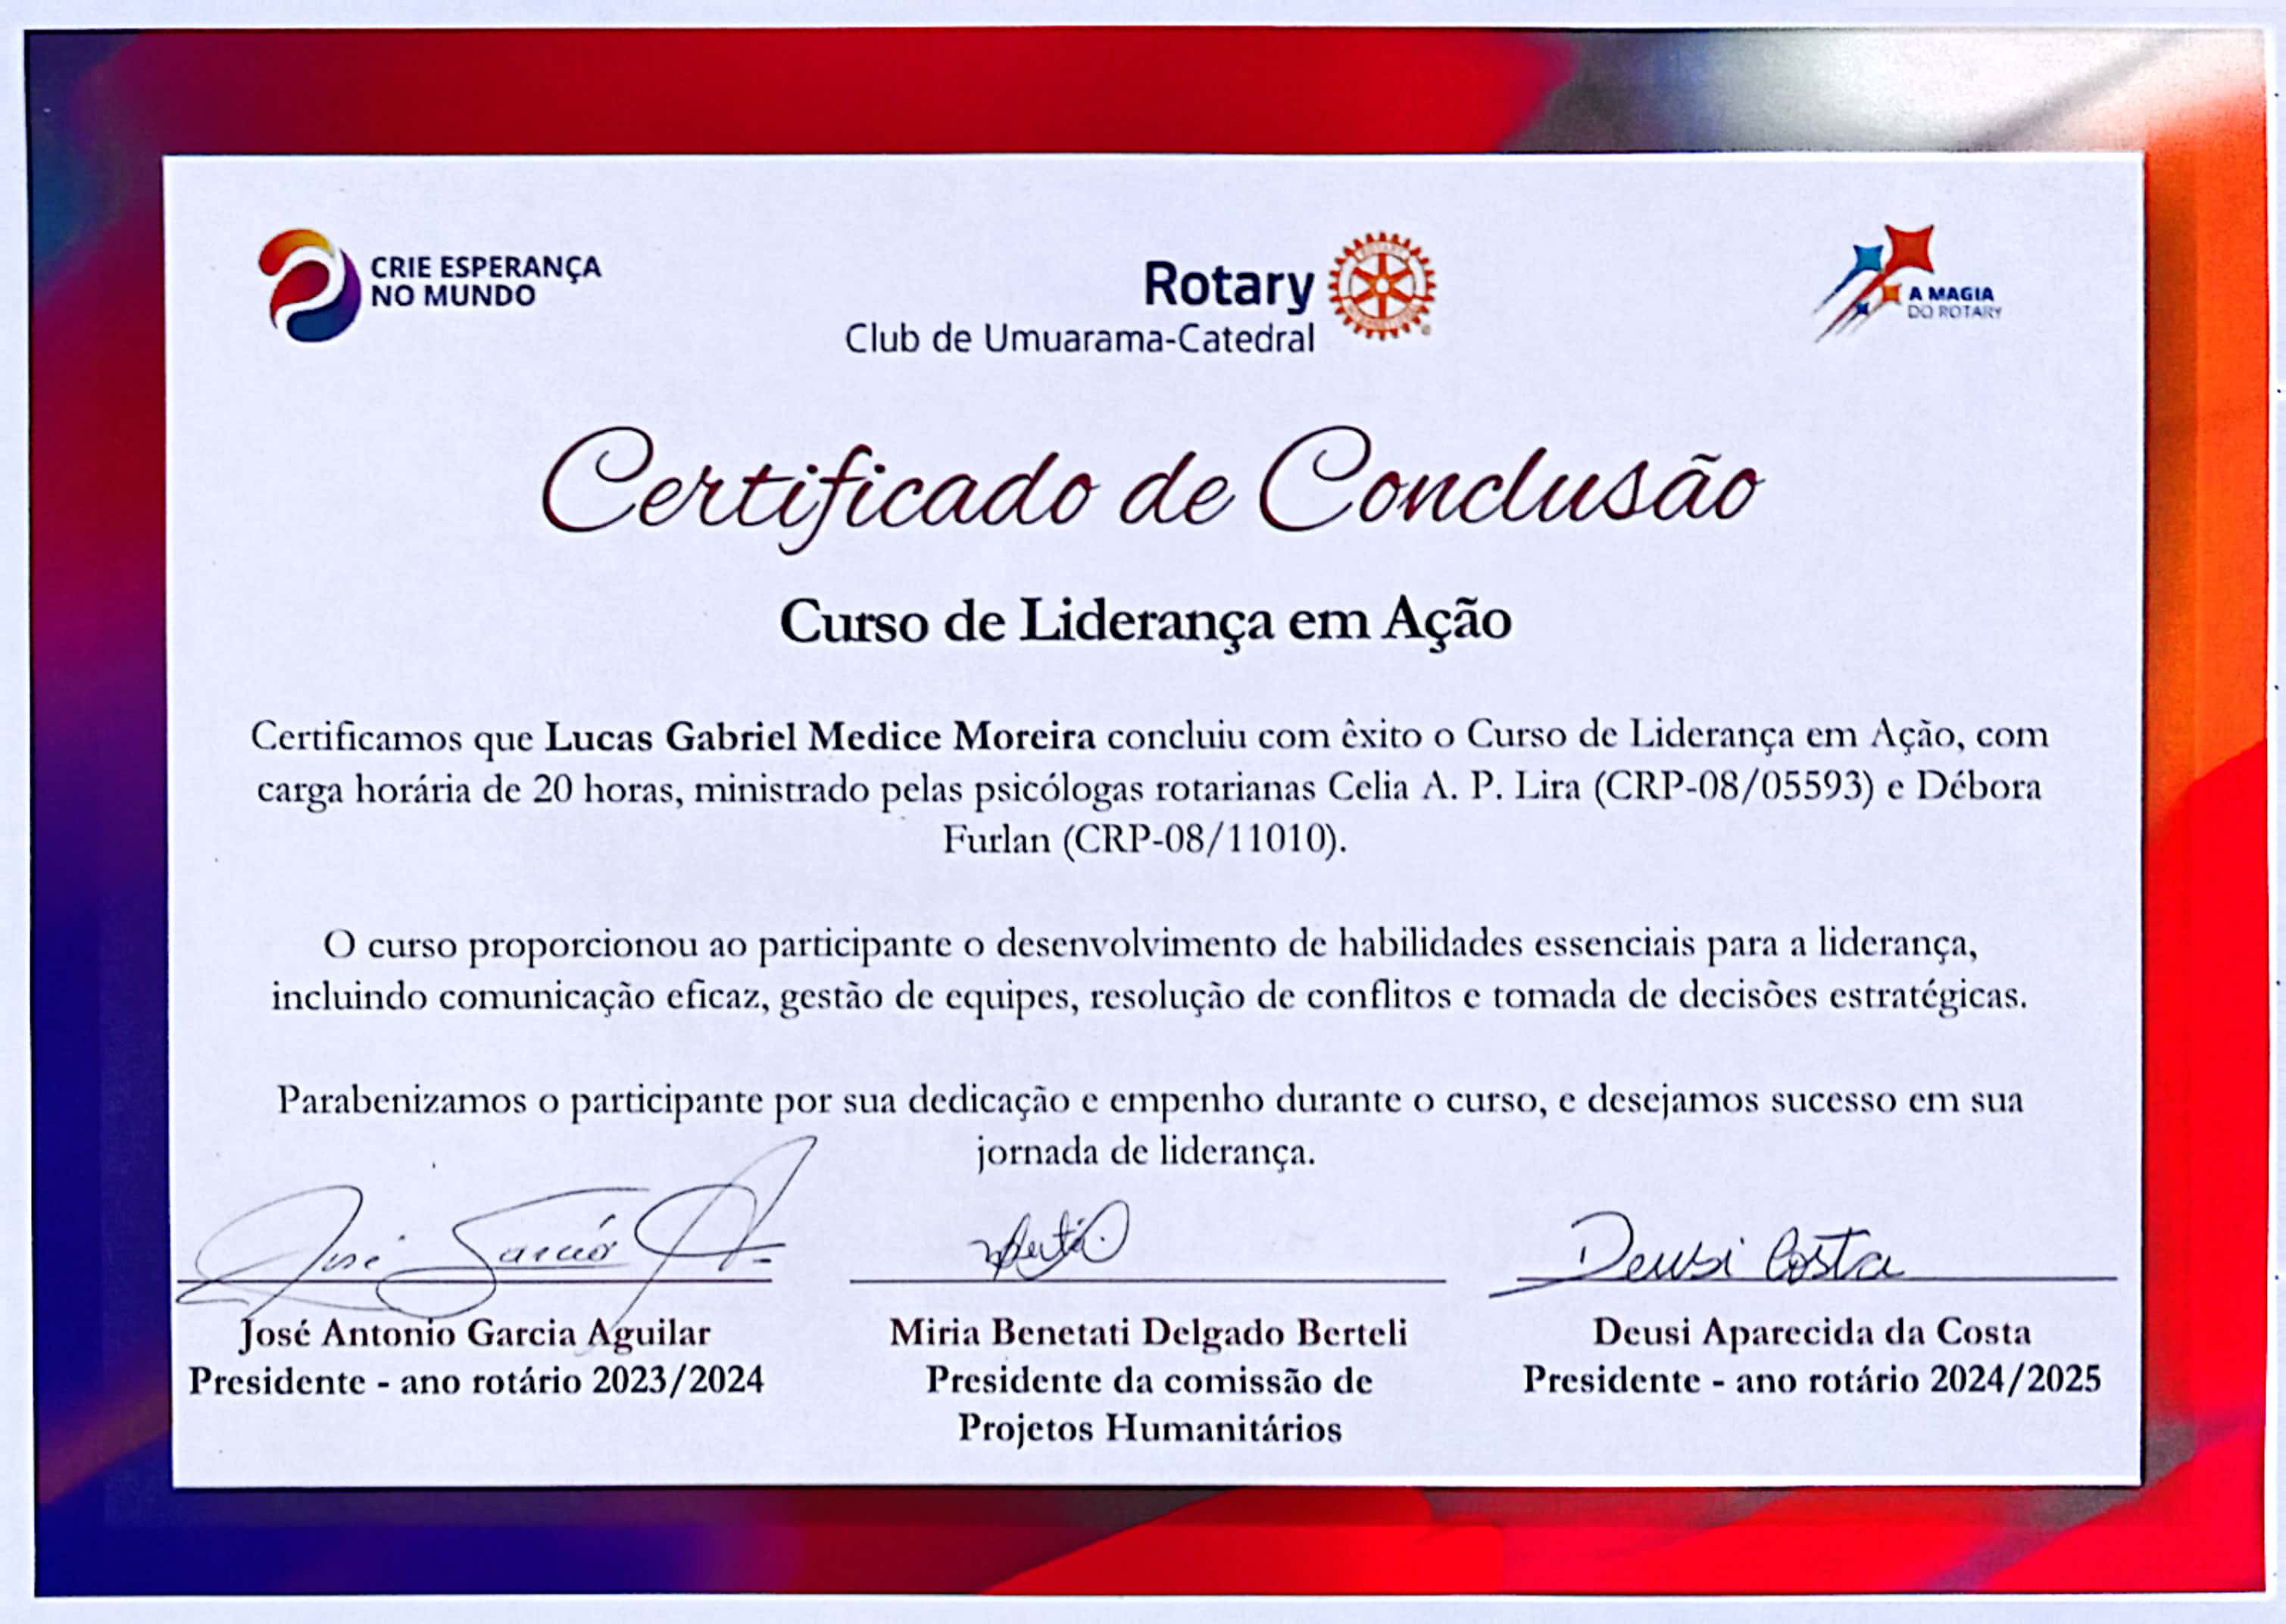 CRIE ESPERANÇA
NO MUNDO
Rotary
Club de Umuarama-Catedral
A MAGIA
DO ROTARY
Certificado de Conclusão
Curso de Liderança em Ação
Certificamos que Lucas Gabriel Medice Moreira concluiu com êxito o Curso de Liderança em Ação, com
carga horária de 20 horas, ministrado pelas psicólogas rotarianas Celia A. P. Lira (CRP-08/05593) e Débora
Furlan (CRP-08/11010).
O curso proporcionou ao participante o desenvolvimento de habilidades essenciais para a liderança,
incluindo comunicação eficaz, gestão de equipes, resolução de conflitos e tomada de decisões estratégicas.
Parabenizamos o participante por sua dedicação e empenho durante o curso, e desejamos sucesso em sua
jornada de liderança.
José Garcia
Deusi Costa
José Antonio Garcia Aguilar
Miria Benetati Delgado Berteli
Deusi Aparecida da Costa
Presidente - ano rotário 2023/2024
Presidente da comissão de
Presidente - ano rotário 2024/2025
Projetos Humanitários